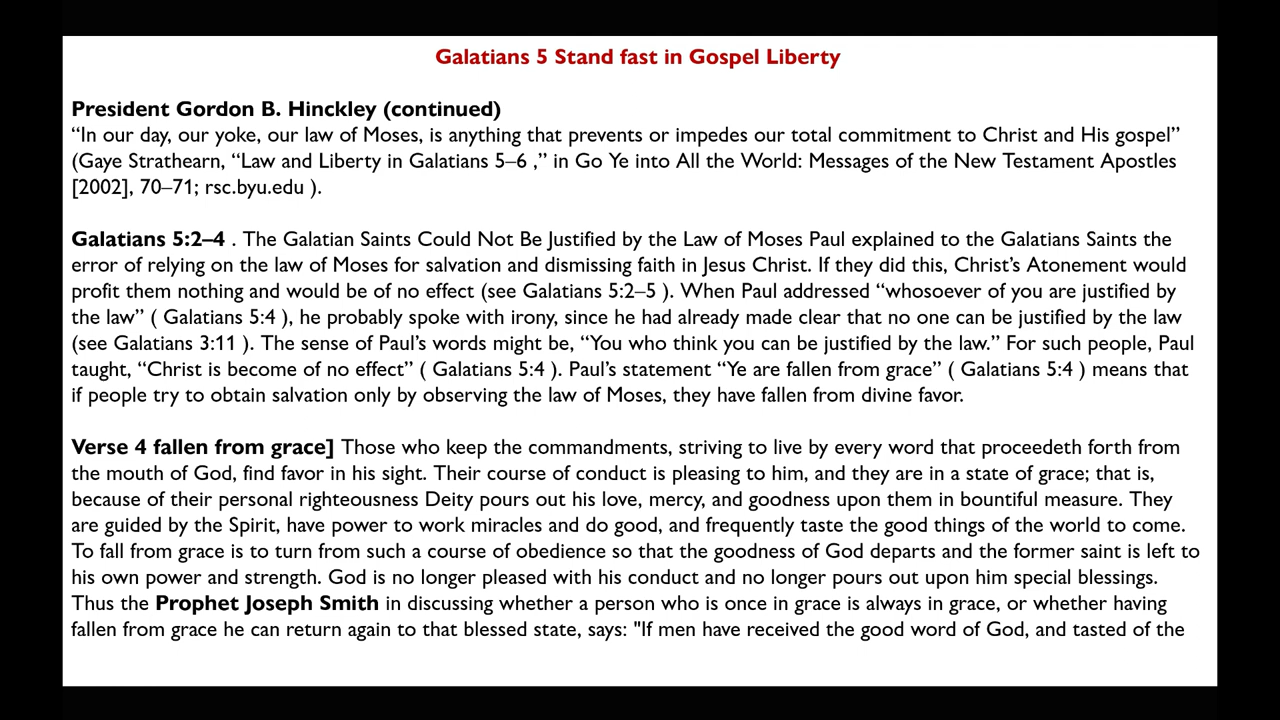 Galatians 5 Stand fast in Gospel Liberty
President Gordon B. Hinckley (continued)
“In our day, our yoke, our law of Moses, is anything that prevents or impedes our total commitment to Christ and His gospel”
(Gaye Strathearn, “Law and Liberty in Galatians 5–6 ,” in Go Ye into All the World: Messages of the New Testament Apostles
[2002], 70–71; rsc.byu.edu ).
Galatians 5:2–4 . The Galatian Saints Could Not Be Justified by the Law of Moses Paul explained to the Galatians Saints the
error of relying on the law of Moses for salvation and dismissing faith in Jesus Christ. If they did this, Christ’s Atonement would
profit them nothing and would be of no effect (see Galatians 5:2–5 ). When Paul addressed “whosoever of you are justified by
the law” ( Galatians 5:4 ), he probably spoke with irony, since he had already made clear that no one can be justified by the law
(see Galatians 3:11 ). The sense of Paul’s words might be, “You who think you can be justified by the law.” For such people, Paul
taught, “Christ is become of no effect” ( Galatians 5:4 ). Paul’s statement “Ye are fallen from grace” ( Galatians 5:4 ) means that
if people try to obtain salvation only by observing the law of Moses, they have fallen from divine favor.
Verse 4 fallen from grace] Those who keep the commandments, striving to live by every word that proceedeth forth from
the mouth of God, find favor in his sight. Their course of conduct is pleasing to him, and they are in a state of grace; that is,
because of their personal righteousness Deity pours out his love, mercy, and goodness upon them in bountiful measure. They
are guided by the Spirit, have power to work miracles and do good, and frequently taste the good things of the world to come.
To fall from grace is to turn from such a course of obedience so that the goodness of God departs and the former saint is left to
his own power and strength. God is no longer pleased with his conduct and no longer pours out upon him special blessings.
Thus the Prophet Joseph Smith in discussing whether a person who is once in grace is always in grace, or whether having
fallen from grace he can return again to that blessed state, says: "If men have received the good word of God, and tasted of the